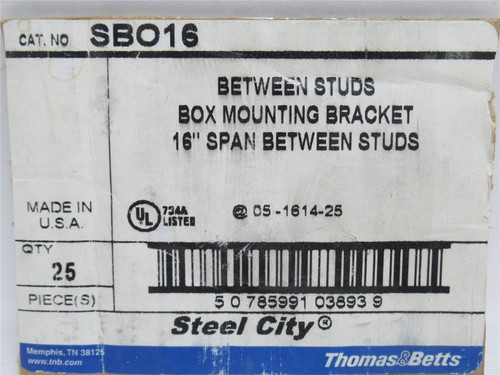 CAT. NO SBO16
BETWEEN STUDS
BOX MOUNTING BRACKET
16" SPAN BETWEEN STUDS
MADE IN
U.S.A.
UL 734A
LISTED
@ 05-1614-25
QTY
25
PIECE(S)
5 0 785991 03893 9
Steel City®
Memphis, TN 38125
www.tnb.com
Thomas&Betts